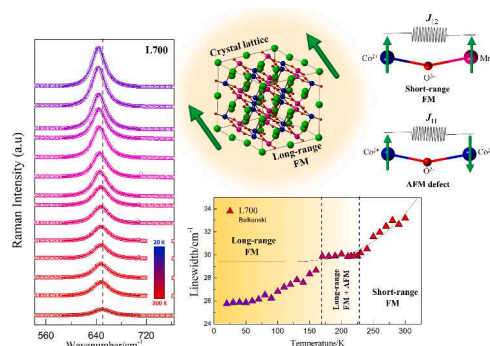 L700
Raman Intensity (a.u)
20 K
300 K
560
640
720
Wavenumber/cm⁻¹
Crystal lattice
Long-range
FM
J₁₂
Co²⁺
O²⁻
Mn
Short-range
FM
J₁₁
Co²⁺
O²⁻
Co²⁺
AFM defect
L700
Balkanski
Long-range
FM
Long-range
FM + AFM
Short-range
FM
Linewidth/cm⁻¹
34
32
30
28
26
24
0
50
100
150
200
250
300
Temperature/K